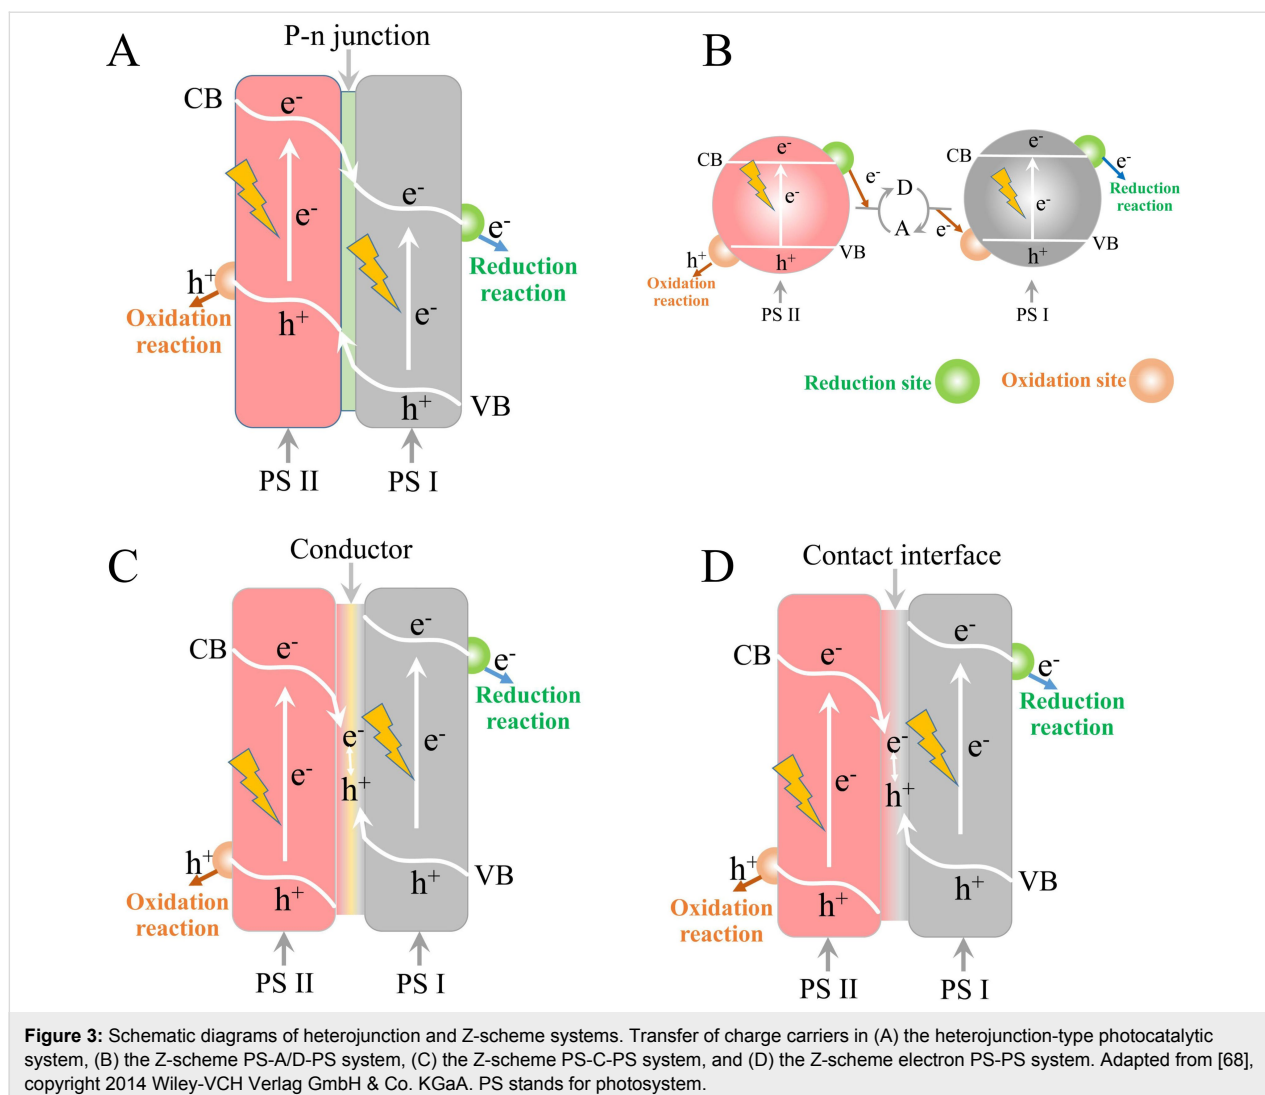 A
P-n junction
CB
e-
e-
e-
e-
Reduction
reaction
h+
Oxidation
reaction
h+
e-
h+
VB
PS II
PS I
B
e-
CB
e-
e-
D
A
e-
VB
h+
h+
Oxidation
reaction
PS II
e-
CB
e-
e-
Reduction
reaction
VB
h+
PS I
Reduction site
Oxidation site
C
Conductor
CB
e-
e-
e-
Reduction
reaction
e-
e-
e-
h+
h+
Oxidation
reaction
h+
h+
VB
PS II
PS I
D
Contact interface
CB
e-
e-
e-
Reduction
reaction
e-
e-
e-
h+
h+
Oxidation
reaction
h+
h+
VB
PS II
PS I
Figure 3: Schematic diagrams of heterojunction and Z-scheme systems. Transfer of charge carriers in (A) the heterojunction-type photocatalytic
system, (B) the Z-scheme PS-A/D-PS system, (C) the Z-scheme PS-C-PS system, and (D) the Z-scheme electron PS-PS system. Adapted from [68],
copyright 2014 Wiley-VCH Verlag GmbH & Co. KGaA. PS stands for photosystem.